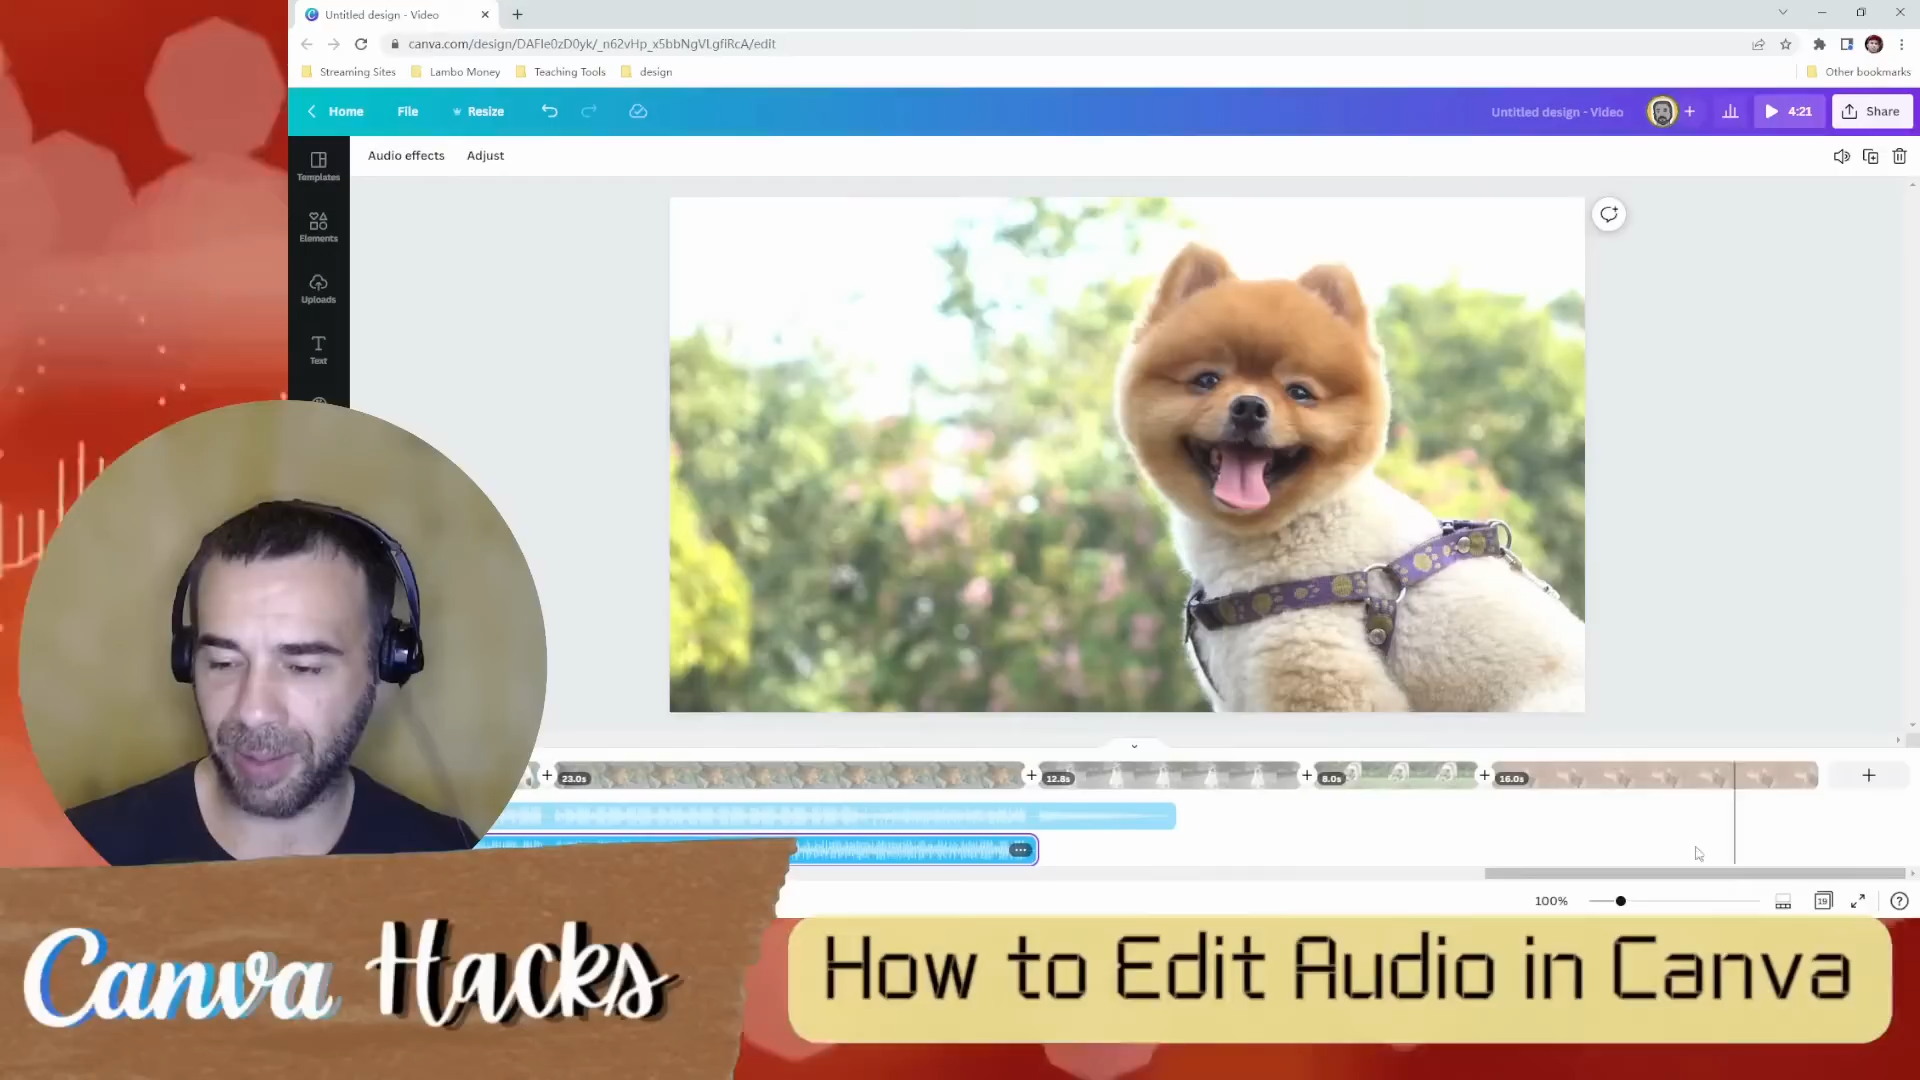 Untitled design - Video
canva.com/design/DAFIe0zD0yk/_n62vHp_x5bbNgVLgfiRcA/edit
Streaming Sites
Lambo Money
Teaching Tools
design
Other bookmarks
Home
File
Resize
Untitled design - Video
4:21
Share
Audio effects
Adjust
Templates
Elements
Uploads
Text
23.0s
12.8s
8.0s
16.0s
100%
19
Canva Hacks
How to Edit Audio in Canva